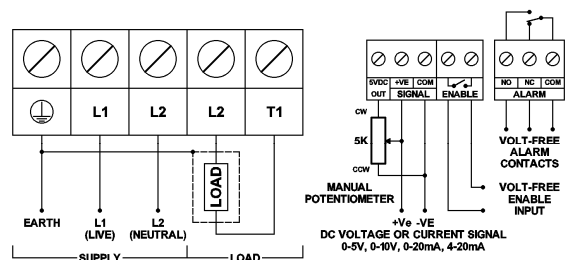 L1 L2 L2 T1
LOAD
EARTH
L1
(LIVE)
L2
(NEUTRAL)
SUPPLY
LOAD
5VDC
OUT
+VE COM
SIGNAL
ENABLE
NO NC COM
ALARM
CW
5K
CCW
MANUAL
POTENTIOMETER
VOLT-FREE
ALARM
CONTACTS
VOLT-FREE
ENABLE
INPUT
+Ve -VE
DC VOLTAGE OR CURRENT SIGNAL
0-5V, 0-10V, 0-20mA, 4-20mA